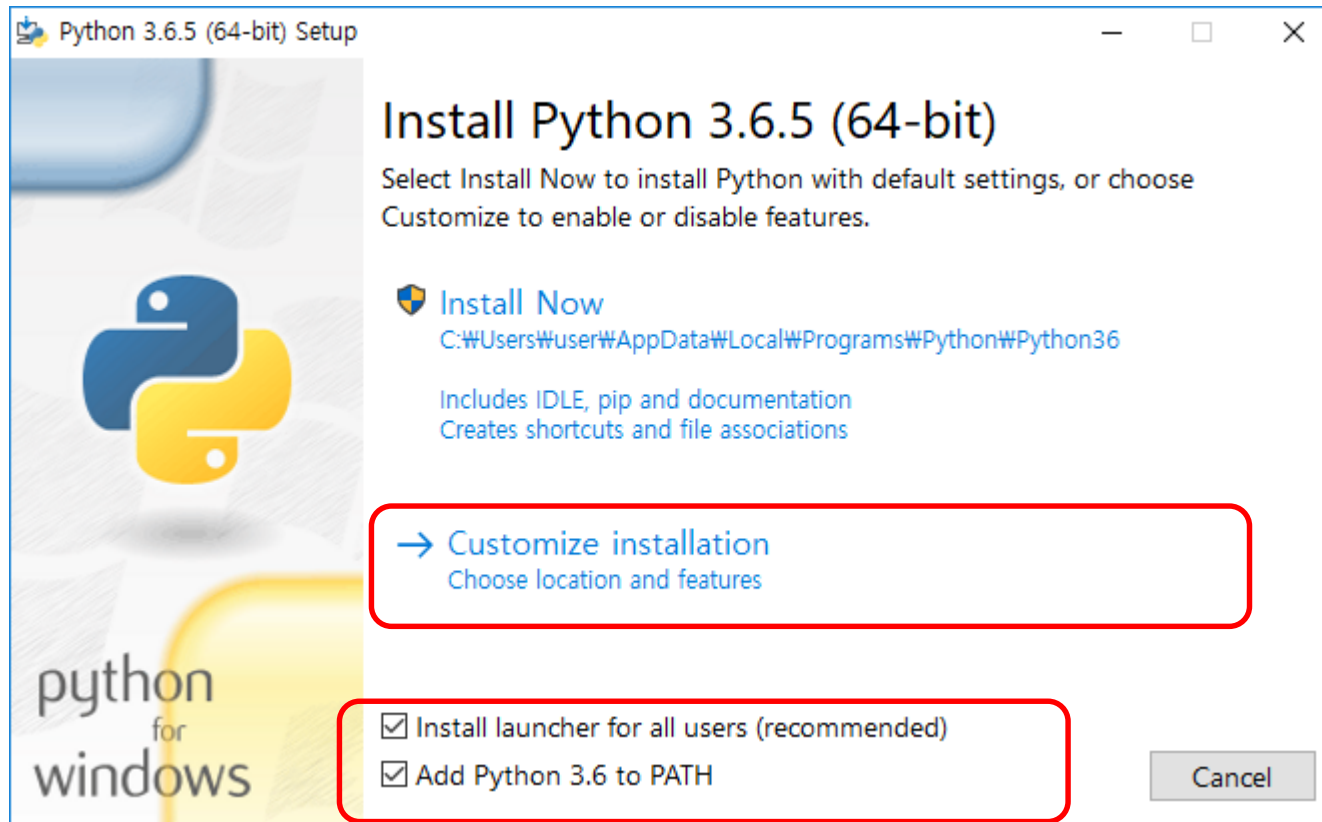 Python 3.6.5 (64-bit) Setup
Install Python 3.6.5 (64-bit)
Select Install Now to install Python with default settings, or choose
Customize to enable or disable features.
Install Now
C:₩Users₩user₩AppData₩Local₩Programs₩Python₩Python36
Includes IDLE, pip and documentation
Creates shortcuts and file associations
Customize installation
Choose location and features
python
for
windows
Install launcher for all users (recommended)
Add Python 3.6 to PATH
Cancel